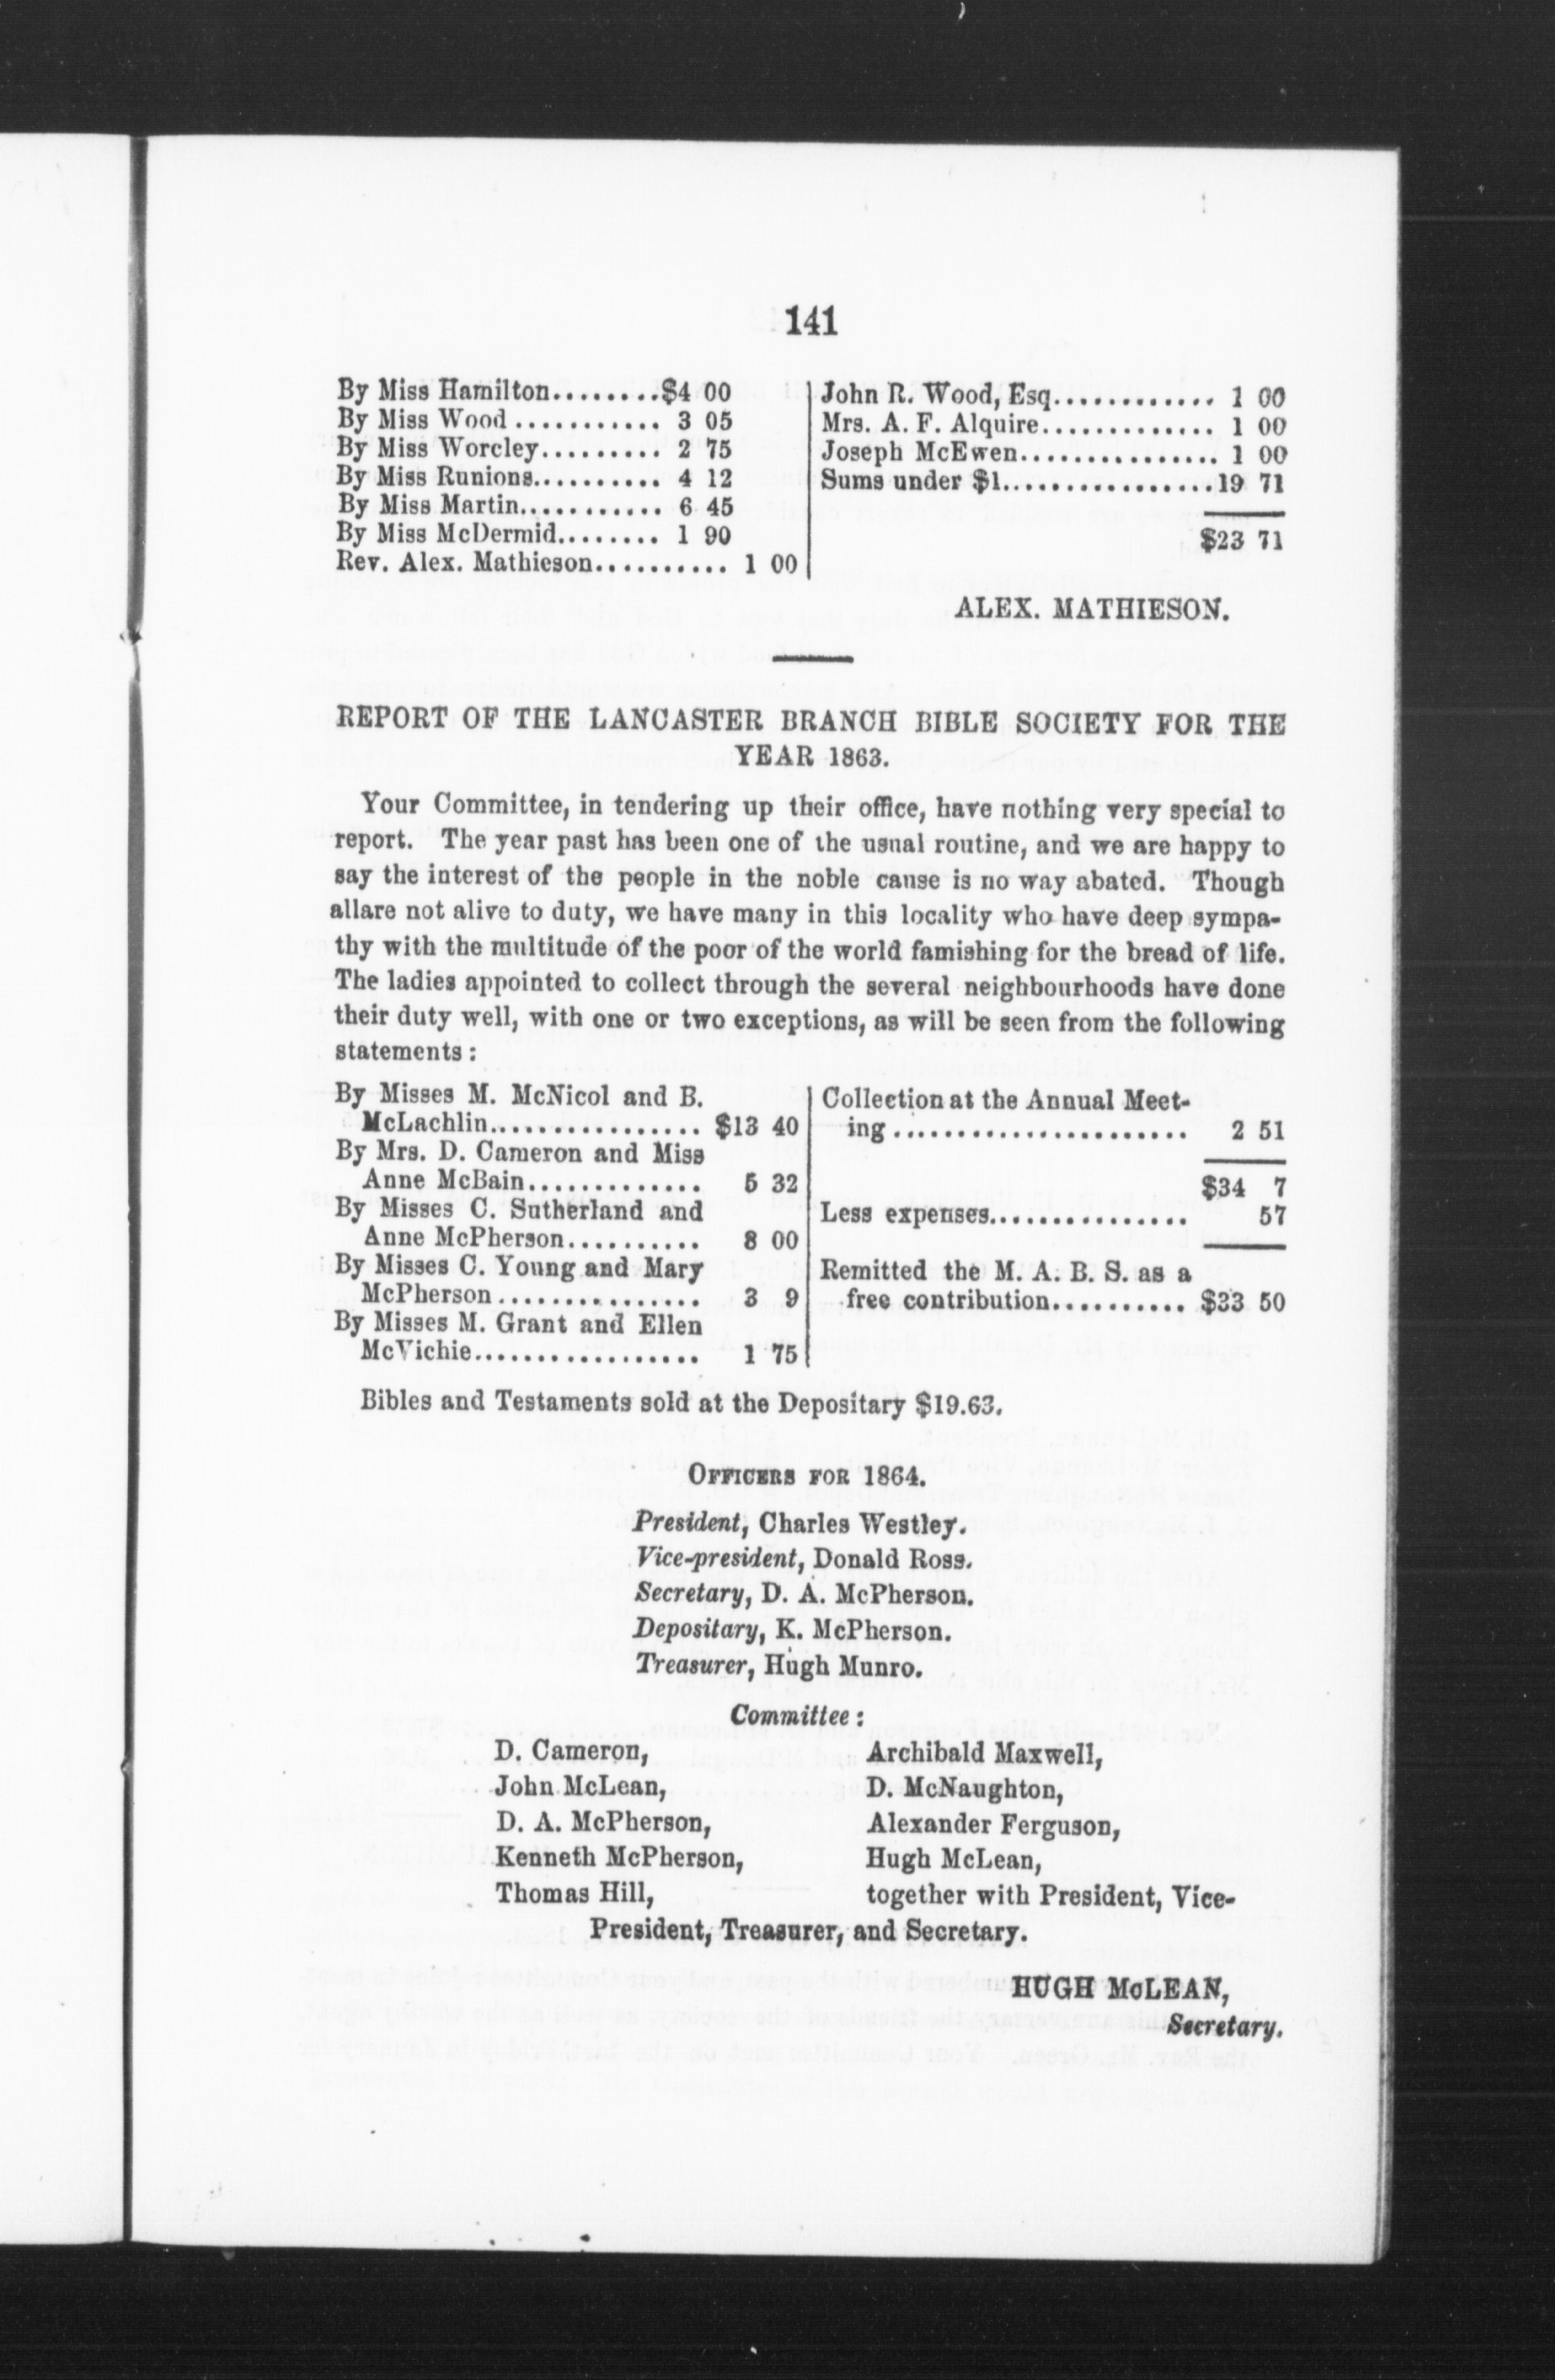 141
By Miss Hamilton........$4 00
By Miss Wood ........... 3 05
By Miss Worcley......... 2 75
By Miss Runions.......... 4 12
By Miss Martin........... 6 45
By Miss McDermid........ 1 90
Rev. Alex. Mathieson.......... 1 00
John R. Wood, Esq............. 1 00
Mrs. A. F. Alquire............. 1 00
Joseph McEwen............... 1 00
Sums under $1................19 71
$23 71
ALEX. MATHIESON.
REPORT OF THE LANCASTER BRANCH BIBLE SOCIETY FOR THE
YEAR 1863.
Your Committee, in tendering up their office, have nothing very special to
report. The year past has been one of the usual routine, and we are happy to
say the interest of the people in the noble cause is no way abated. Though
allare not alive to duty, we have many in this locality who have deep sympa-
thy with the multitude of the poor of the world famishing for the bread of life.
The ladies appointed to collect through the several neighbourhoods have done
their duty well, with one or two exceptions, as will be seen from the following
statements :
By Misses M. McNicol and B.
McLachlin................ $13 40
By Mrs. D. Cameron and Miss
Anne McBain............. 5 32
By Misses C. Sutherland and
Anne McPherson.......... 8 00
By Misses C. Young and Mary
McPherson............... 3 9
By Misses M. Grant and Ellen
McVichie................. 1 75
Collection at the Annual Meet-
ing ....................... 2 51
$34 7
Less expenses............... 57
Remitted the M. A. B. S. as a
free contribution.......... $33 50
Bibles and Testaments sold at the Depositary $19.63.
OFFICERS FOR 1864.
President, Charles Westley.
Vice-president, Donald Ross.
Secretary, D. A. McPherson.
Depositary, K. McPherson.
Treasurer, Hugh Munro.
Committee :
D. Cameron,
John McLean,
D. A. McPherson,
Kenneth McPherson,
Thomas Hill,
Archibald Maxwell,
D. McNaughton,
Alexander Ferguson,
Hugh McLean,
together with President, Vice-
President, Treasurer, and Secretary.
HUGH McLEAN,
Secretary.